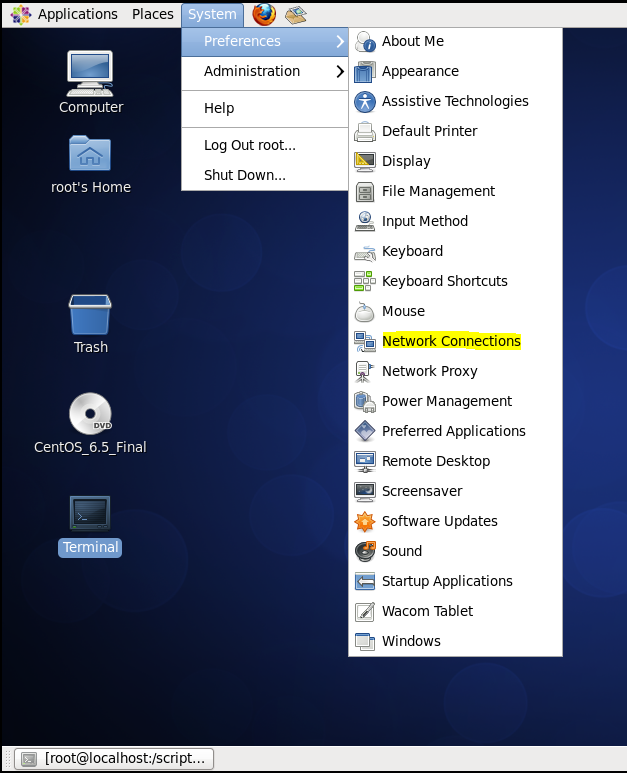 Applications Places System
Preferences
Administration
Help
Log Out root...
Shut Down...
About Me
Appearance
Assistive Technologies
Default Printer
Display
File Management
Input Method
Keyboard
Keyboard Shortcuts
Mouse
Network Connections
Network Proxy
Power Management
Preferred Applications
Remote Desktop
Screensaver
Software Updates
Sound
Startup Applications
Wacom Tablet
Windows
Computer
root's Home
Trash
DVD
CentOS_6.5_Final
>_
Terminal
[root@localhost:/script...